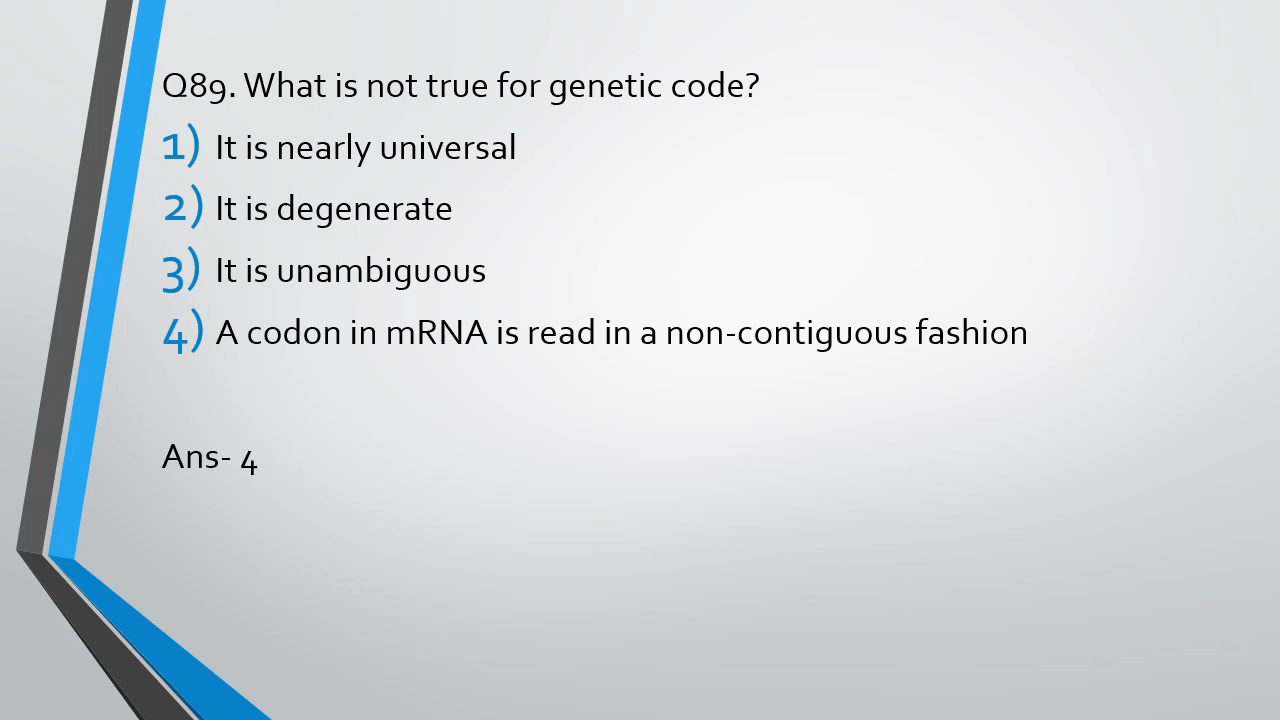 Q89. What is not true for genetic code?
1) It is nearly universal
2) It is degenerate
3) It is unambiguous
4) A codon in mRNA is read in a non-contiguous fashion
Ans- 4